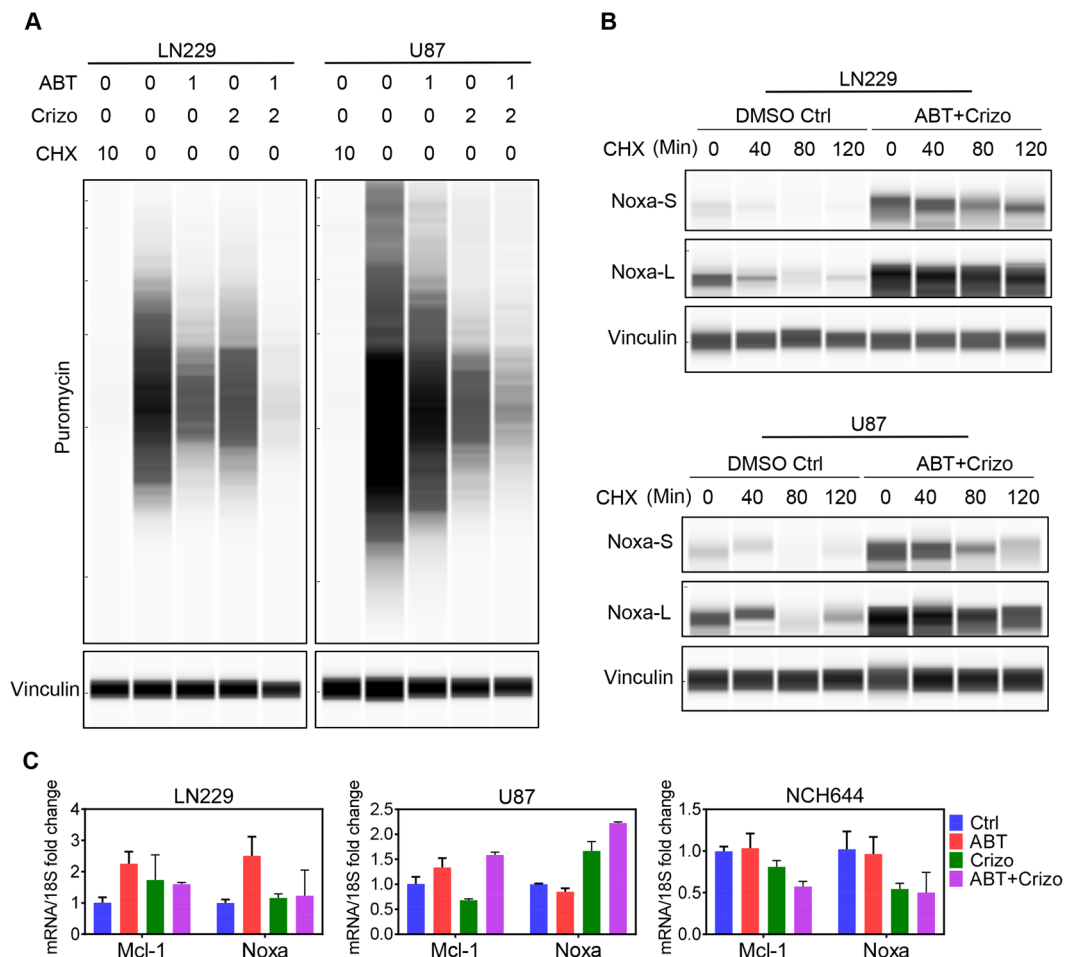 A
LN229 U87
ABT 0 0 1 0 1 0 0 1 0 1
Crizo 0 0 0 2 2 0 0 0 2 2
CHX 10 0 0 0 0 10 0 0 0 0
Puromycin
Vinculin
B
LN229
DMSO Ctrl ABT+Crizo
CHX (Min) 0 40 80 120 0 40 80 120
Noxa-S
Noxa-L
Vinculin
U87
DMSO Ctrl ABT+Crizo
CHX (Min) 0 40 80 120 0 40 80 120
Noxa-S
Noxa-L
Vinculin
C
LN229
mRNA/18S fold change
4
3
2
1
0
Mcl-1 Noxa
U87
mRNA/18S fold change
2.5
2.0
1.5
1.0
0.5
0.0
Mcl-1 Noxa
NCH644
mRNA/18S fold change
1.5
1.0
0.5
0.0
Mcl-1 Noxa
Ctrl
ABT
Crizo
ABT+Crizo